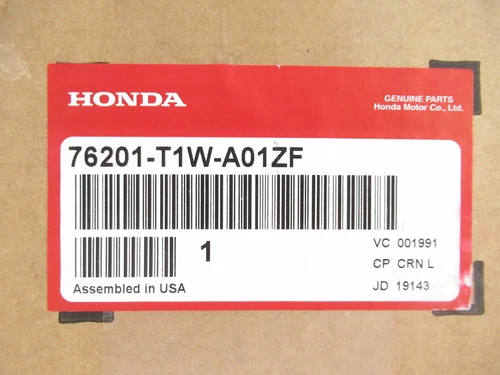 HONDA
GENUINE PARTS
Honda Motor Co., Ltd.
76201-T1W-A01ZF
1
VC 001991
CP CRN L
JD 19143
Assembled in USA